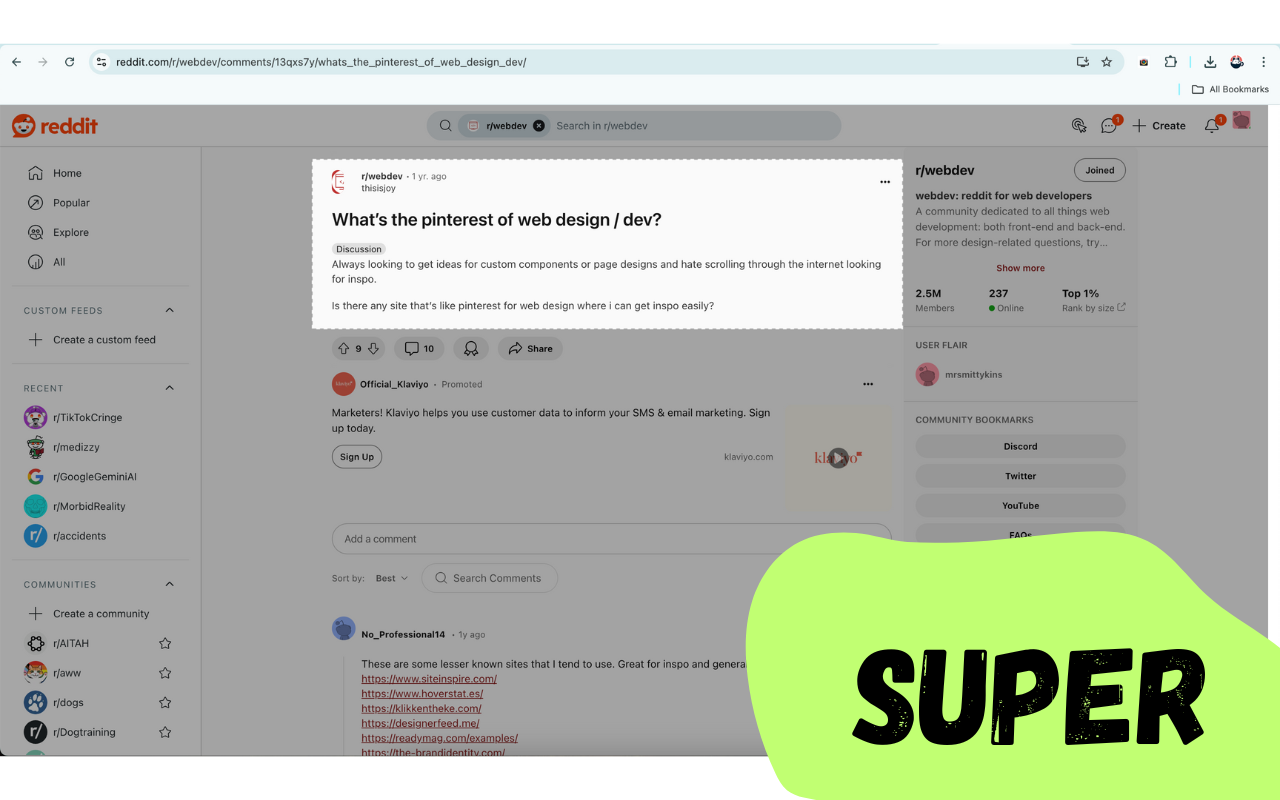 reddit.com/r/webdev/comments/13qxs7y/whats_the_pinterest_of_web_design_dev/
All Bookmarks
reddit
r/webdev
Search in r/webdev
1
Create
1
Home
Popular
Explore
All
CUSTOM FEEDS
Create a custom feed
RECENT
r/TikTokCringe
r/medizzy
r/GoogleGeminiAI
r/MorbidReality
r/accidents
COMMUNITIES
Create a community
r/AITAH
r/aww
r/dogs
r/Dogtraining
r/webdev • 1 yr. ago
thisisjoy
What's the pinterest of web design / dev?
Discussion
Always looking to get ideas for custom components or page designs and hate scrolling through the internet looking
for inspo.
Is there any site that's like pinterest for web design where i can get inspo easily?
9
10
Share
Official_Klaviyo • Promoted
Marketers! Klaviyo helps you use customer data to inform your SMS & email marketing. Sign
up today.
Sign Up
klaviyo.com
Add a comment
Sort by: Best
Search Comments
No_Professional14 • 1y ago
These are some lesser known sites that I tend to use. Great for inspo and genera
https://www.siteinspire.com/
https://www.hoverstat.es/
https://klikkentheke.com/
https://designerfeed.me/
https://readymag.com/examples/
https://the-brandidentity.com/
r/webdev
Joined
webdev: reddit for web developers
A community dedicated to all things web
development: both front-end and back-end.
For more design-related questions, try...
Show more
2.5M
Members
237
Online
Top 1%
Rank by size
USER FLAIR
mrsmittykins
COMMUNITY BOOKMARKS
Discord
Twitter
YouTube
FAQs
SUPER